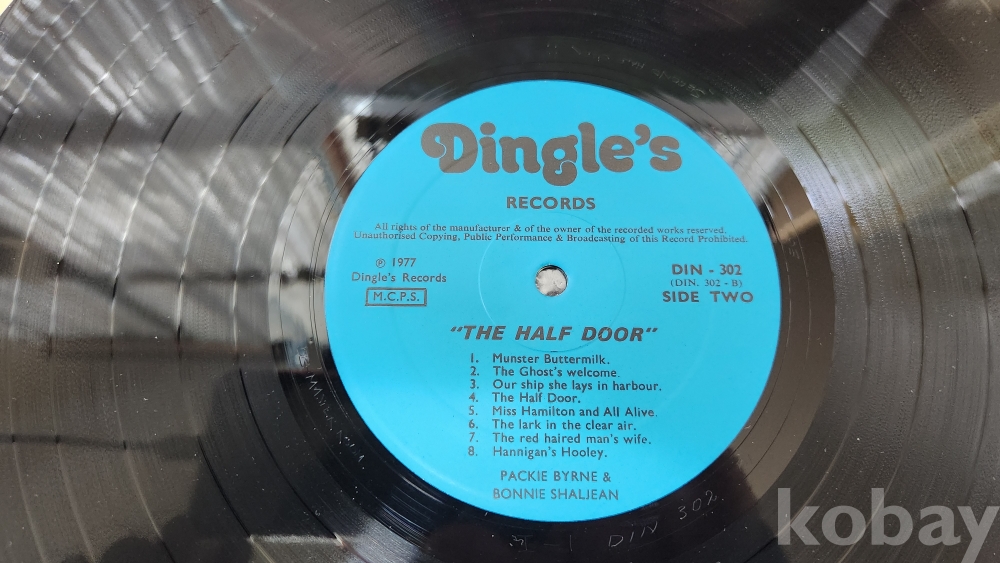 Dingle's
RECORDS
All rights of the manufacturer & of the owner of the recorded works reserved.
Unauthorised Copying, Public Performance & Broadcasting of this Record Prohibited.
℗ 1977
Dingle's Records
M.C.P.S.
DIN - 302
(DIN. 302 - B)
SIDE TWO
"THE HALF DOOR"
1. Munster Buttermilk.
2. The Ghost's welcome.
3. Our ship she lays in harbour.
4. The Half Door.
5. Miss Hamilton and All Alive.
6. The lark in the clear air.
7. The red haired man's wife.
8. Hannigan's Hooley.
PACKIE BYRNE &
BONNIE SHALJEAN
DIN 302
kobay